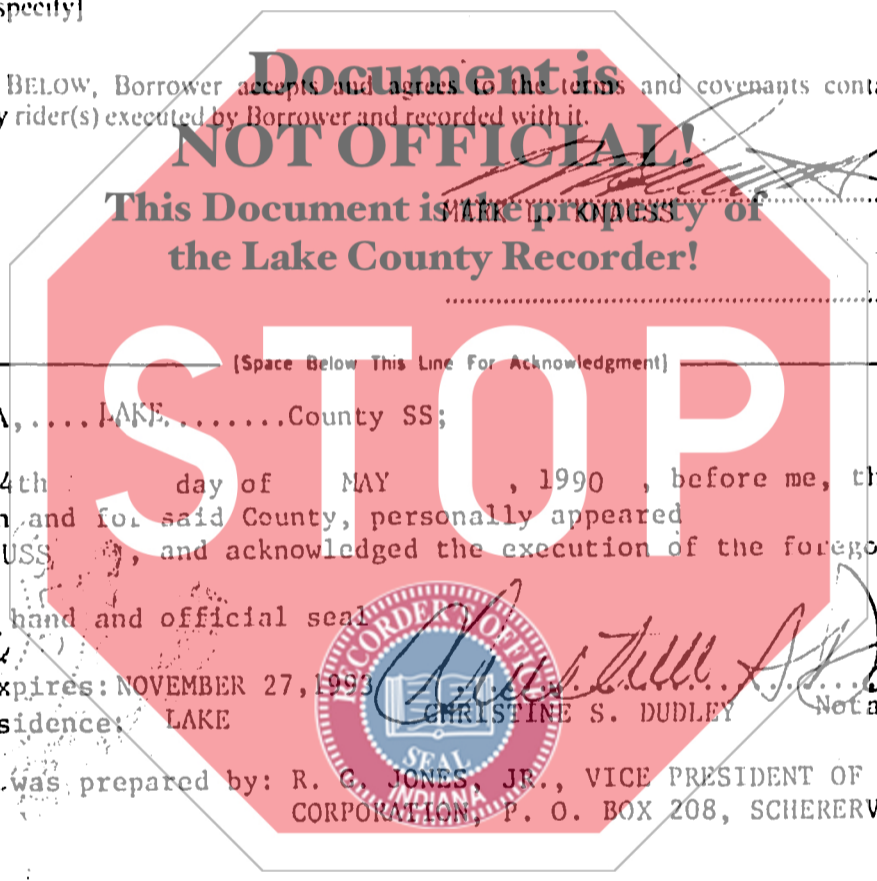 specify]
Document is
BELOW, Borrower accepts and agrees to the terms and covenants conta
y rider(s) executed by Borrower and recorded with it.
NOT OFFICIAL!
This Document is the property of
MARK L. KNAUSS
the Lake County Recorder!
[Space Below This Line For Acknowledgment]
STOP
A,....LAKE........County SS;
4th day of MAY , 1990 , before me, th
n and for said County, personally appeared
USS , and acknowledged the execution of the forego
hand and official seal
RECORDER'S OFFICE
xpires: NOVEMBER 27, 1993
sidence: LAKE CHRISTINE S. DUDLEY Nota
SEAL
INDIANA
was prepared by: R. G. JONES, JR., VICE PRESIDENT OF
CORPORATION, P. O. BOX 208, SCHERERV